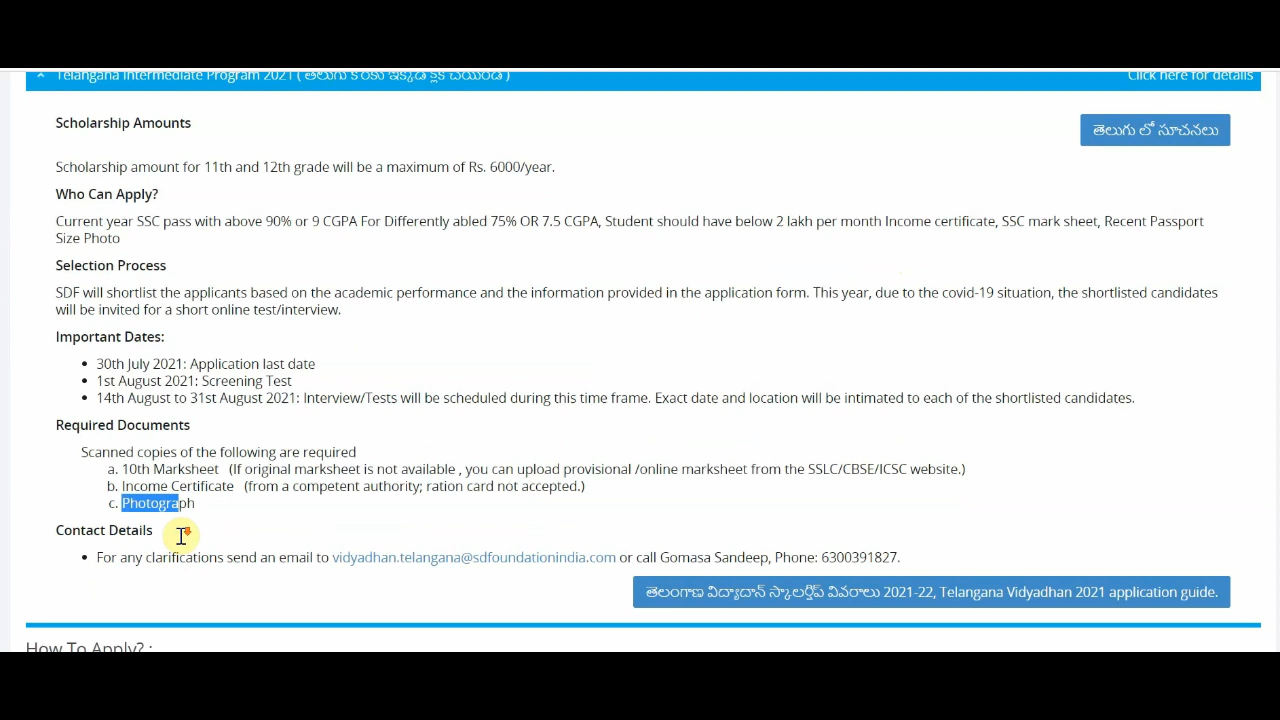 Telangana Intermediate Program 2021 ( తెలుగు కొరకు ఇక్కడ క్లిక్ చేయండి )
Click here for details
Scholarship Amounts
తెలుగు లో సూచనలు
Scholarship amount for 11th and 12th grade will be a maximum of Rs. 6000/year.
Who Can Apply?
Current year SSC pass with above 90% or 9 CGPA For Differently abled 75% OR 7.5 CGPA, Student should have below 2 lakh per month Income certificate, SSC mark sheet, Recent Passport
Size Photo
Selection Process
SDF will shortlist the applicants based on the academic performance and the information provided in the application form. This year, due to the covid-19 situation, the shortlisted candidates
will be invited for a short online test/interview.
Important Dates:
• 30th July 2021: Application last date
• 1st August 2021: Screening Test
• 14th August to 31st August 2021: Interview/Tests will be scheduled during this time frame. Exact date and location will be intimated to each of the shortlisted candidates.
Required Documents
Scanned copies of the following are required
a. 10th Marksheet (If original marksheet is not available , you can upload provisional /online marksheet from the SSLC/CBSE/ICSC website.)
b. Income Certificate (from a competent authority; ration card not accepted.)
c. Photograph
Contact Details
• For any clarifications send an email to vidyadhan.telangana@sdfoundationindia.com or call Gomasa Sandeep, Phone: 6300391827.
తెలంగాణ విద్యాదాన్ స్కాలర్షిప్ వివరాలు 2021-22, Telangana Vidyadhan 2021 application guide.
How To Apply? :